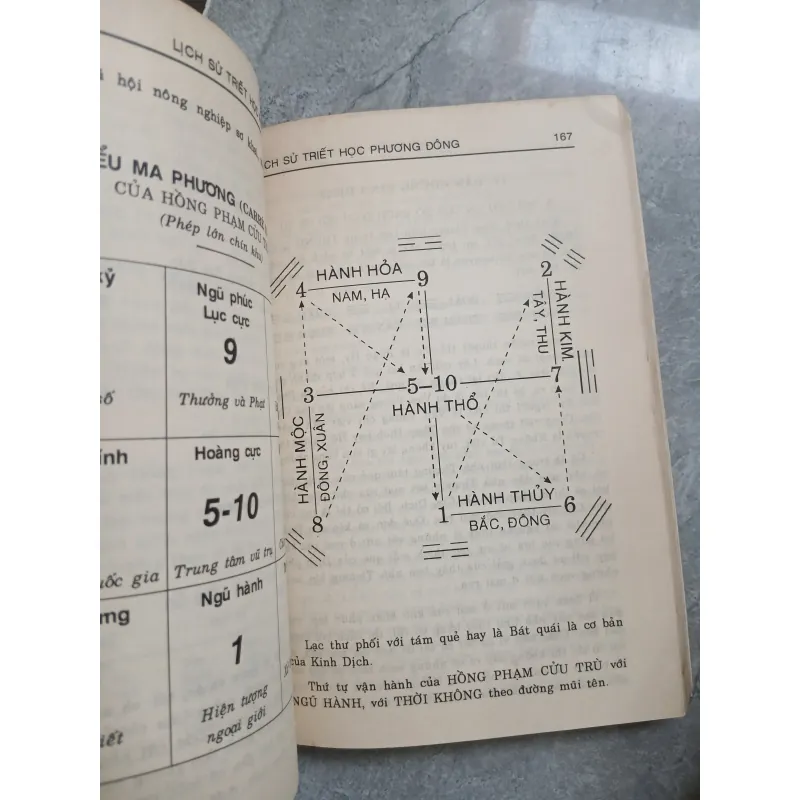 LỊCH SỬ TRIẾT HỌC
hội nông nghiệp sơ
ỂU MA PHƯƠNG
CỦA HỒNG PHẠM CỬU
(Phép lớn chín
Ngũ phúc
Lục cực
9
Thưởng và Phạt
Hoàng cực
5-10
Trung tâm vũ trụ
uốc gia
Ngũ hành
1
Hiện tượng
ngoại giới
LỊCH SỬ TRIẾT HỌC PHƯƠNG ĐÔNG
167
4 HÀNH HỎA 9
NAM, HẠ
2
HÀNH KIM
TÂY, THU
3 5–10 7
HÀNH THỔ
HÀNH MỘC
ĐÔNG, XUÂN
8
1 HÀNH THỦY 6
BẮC, ĐÔNG
Lạc thư phối với tám quẻ hay là Bát quái là cơ bản
của Kinh Dịch.
Thứ tự vận hành của HỒNG PHẠM CỬU TRÙ với
NGŨ HÀNH, với THỜI KHÔNG theo đường mũi tên.